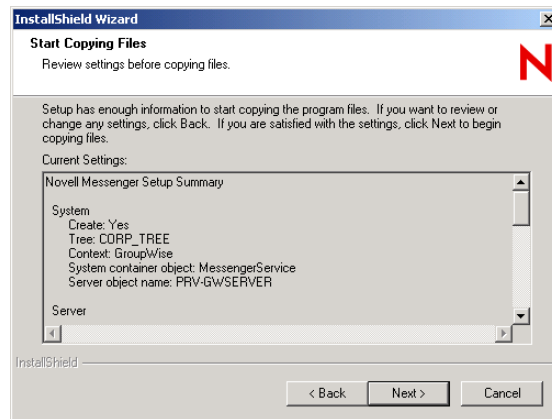 InstallShield Wizard
Start Copying Files
Review settings before copying files.
N
Setup has enough information to start copying the program files. If you want to review or
change any settings, click Back. If you are satisfied with the settings, click Next to begin
copying files.
Current Settings:
Novell Messenger Setup Summary
System
Create: Yes
Tree: CORP_TREE
Context: GroupWise
System container object: MessengerService
Server object name: PRV-GWSERVER
Server
InstallShield
< Back
Next >
Cancel